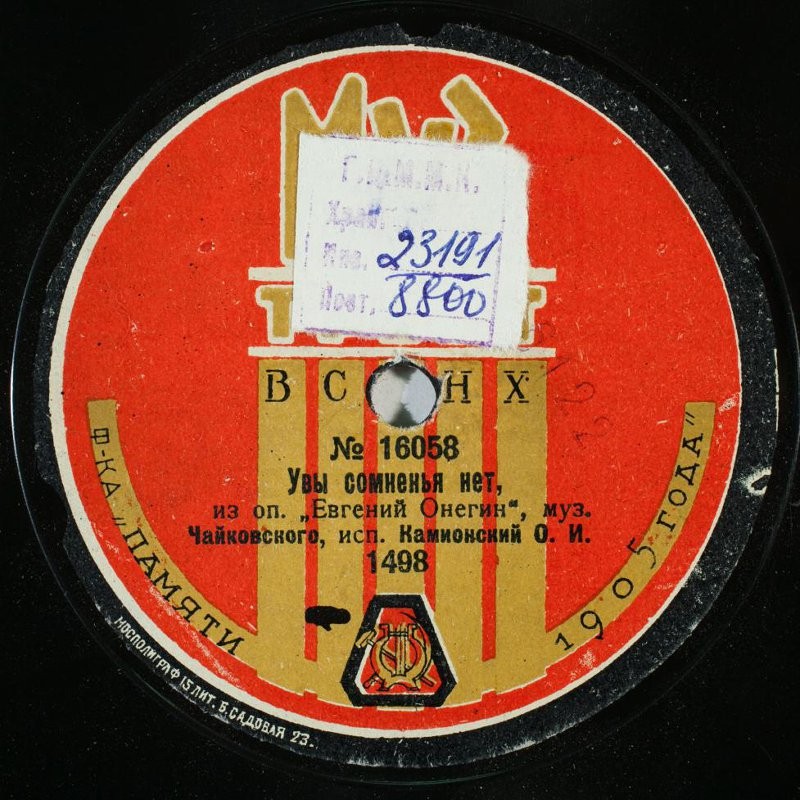 Муз
Г.Ц.М.М.К.
Инв. 23191
Пост. 8800
ВСНХ
№ 16058
Увы сомненья нет,
из оп. „Евгений Онегин“, муз.
Чайковского, исп. Камионский О. И.
1498
Ф-КА „ПАМЯТИ 1905 ГОДА"
МОСПОЛИГРАФ 15 ЛИТ. Б. САДОВАЯ 23.